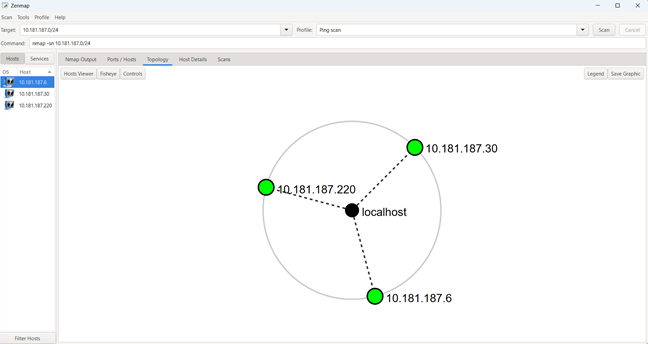 Zenmap
Scan Tools Profile Help
Target: 10.181.187.0/24 Profile: Ping scan Scan Cancel
Command: nmap -sn 10.181.187.0/24
Hosts Services Nmap Output Ports / Hosts Topology Host Details Scans
OS Host Hosts Viewer Fisheye Controls Legend Save Graphic
10.181.187.6
10.181.187.30
10.181.187.220
10.181.187.30
10.181.187.220
localhost
10.181.187.6
Filter Hosts